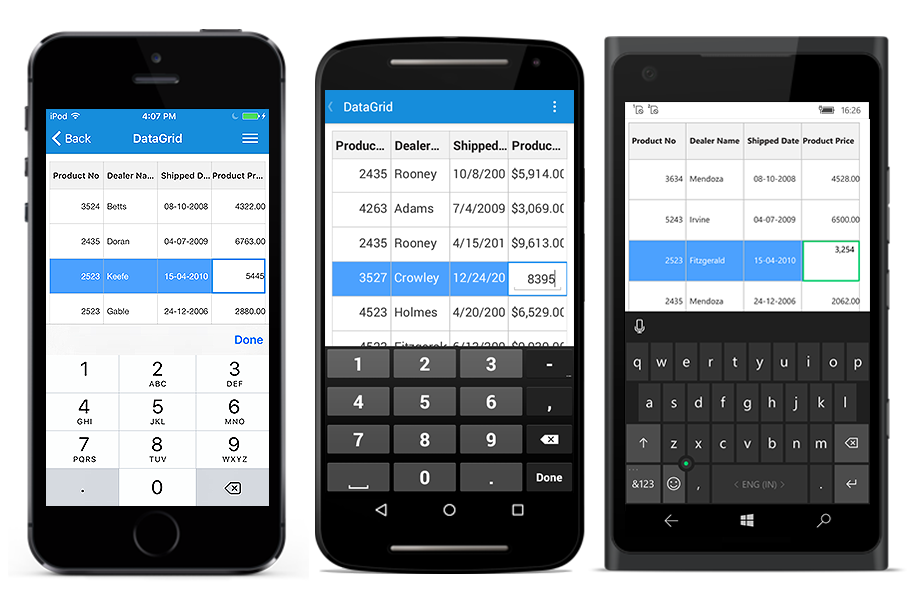 iPod 4:07 PM
Back DataGrid
Product No Dealer Na... Shipped D... Product Pr...
3524 Betts 08-10-2008 4322.00
2435 Doran 04-07-2009 6763.00
2523 Keefe 15-04-2010 5445
2523 Gable 24-12-2006 2880.00
Done
1 2 3
ABC DEF
4 5 6
GHI JKL MNO
7 8 9
PQRS TUV WXYZ
. 0
DataGrid
Produc... Dealer... Shipped... Produc...
2435 Rooney 10/8/200 $5,914.0
4263 Adams 7/4/2009 $3,069.0
2435 Rooney 4/15/201 $9,613.0
3527 Crowley 12/24/20 8395
4523 Holmes 4/20/200 $6,529.0
1 2 3 -
4 5 6 ,
7 8 9
0 . Done
16:26
Product No Dealer Name Shipped Date Product Price
3634 Mendoza 08-10-2008 4528.00
5243 Irvine 04-07-2009 6500.00
2523 Fitzgerald 15-04-2010 3,254
2435 Mendoza 24-12-2006 2062.00
q w e r t y u i o p
a s d f g h j k l
z x c v b n m
&123 , < ENG (IN) > .